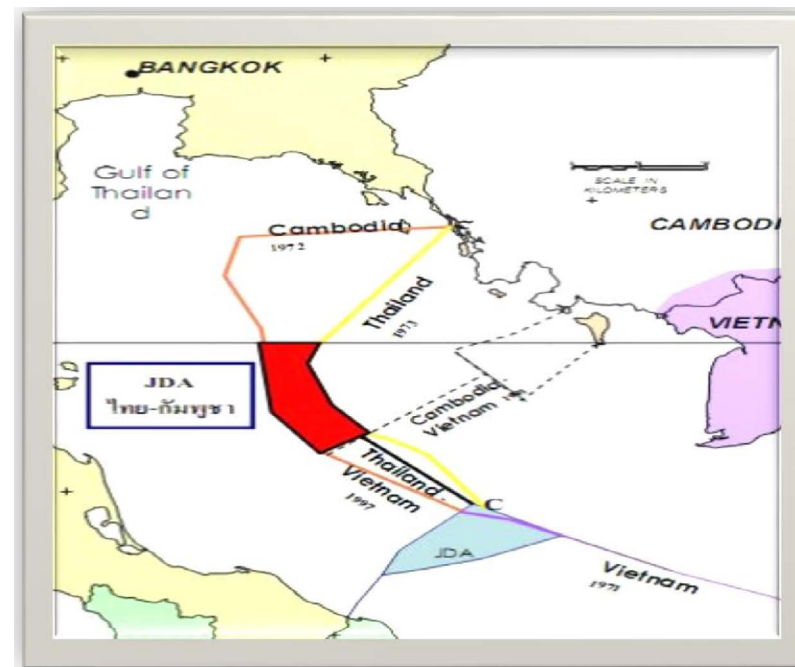 BANGKOK
Gulf of
Thailan
d
SCALE IN
KILOMETERS
Cambodia
1972
CAMBODI
Thailand
1973
VIETN
JDA
ไทย-กัมพูชา
Cambodia
Vietnam
Thailand
Vietnam
1997
C
JDA
Vietnam
1971